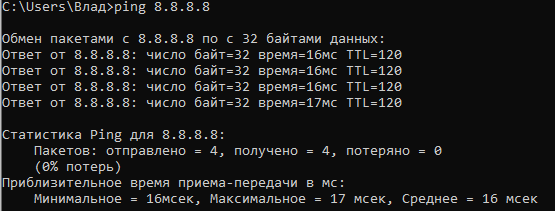 C:\Users\Влад>ping 8.8.8.8
Обмен пакетами с 8.8.8.8 по с 32 байтами данных:
Ответ от 8.8.8.8: число байт=32 время=16мс TTL=120
Ответ от 8.8.8.8: число байт=32 время=16мс TTL=120
Ответ от 8.8.8.8: число байт=32 время=16мс TTL=120
Ответ от 8.8.8.8: число байт=32 время=17мс TTL=120
Статистика Ping для 8.8.8.8:
Пакетов: отправлено = 4, получено = 4, потеряно = 0
(0% потерь)
Приблизительное время приема-передачи в мс:
Минимальное = 16мсек, Максимальное = 17 мсек, Среднее = 16 мсек